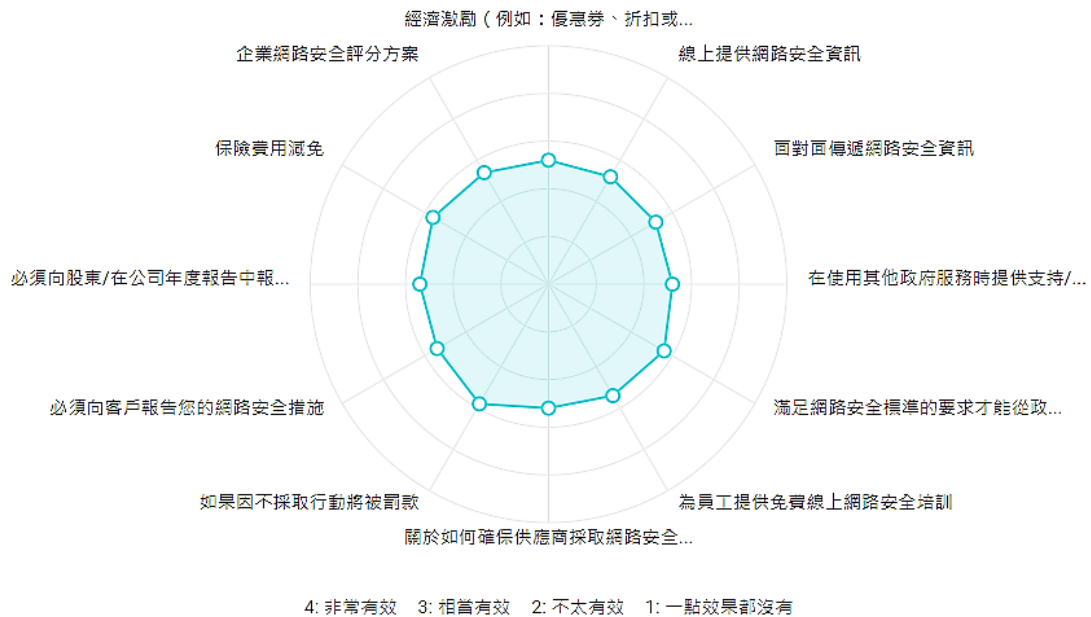 經濟激勵（例如：優惠券、折扣或...
企業網路安全評分方案
線上提供網路安全資訊
保險費用減免
面對面傳遞網路安全資訊
必須向股東/在公司年度報告中報...
在使用其他政府服務時提供支持/...
必須向客戶報告您的網路安全措施
滿足網路安全標準的要求才能從政...
如果因不採取行動將被罰款
為員工提供免費線上網路安全培訓
關於如何確保供應商採取網路安全...
4: 非常有效 3: 相當有效 2: 不太有效 1: 一點效果都沒有